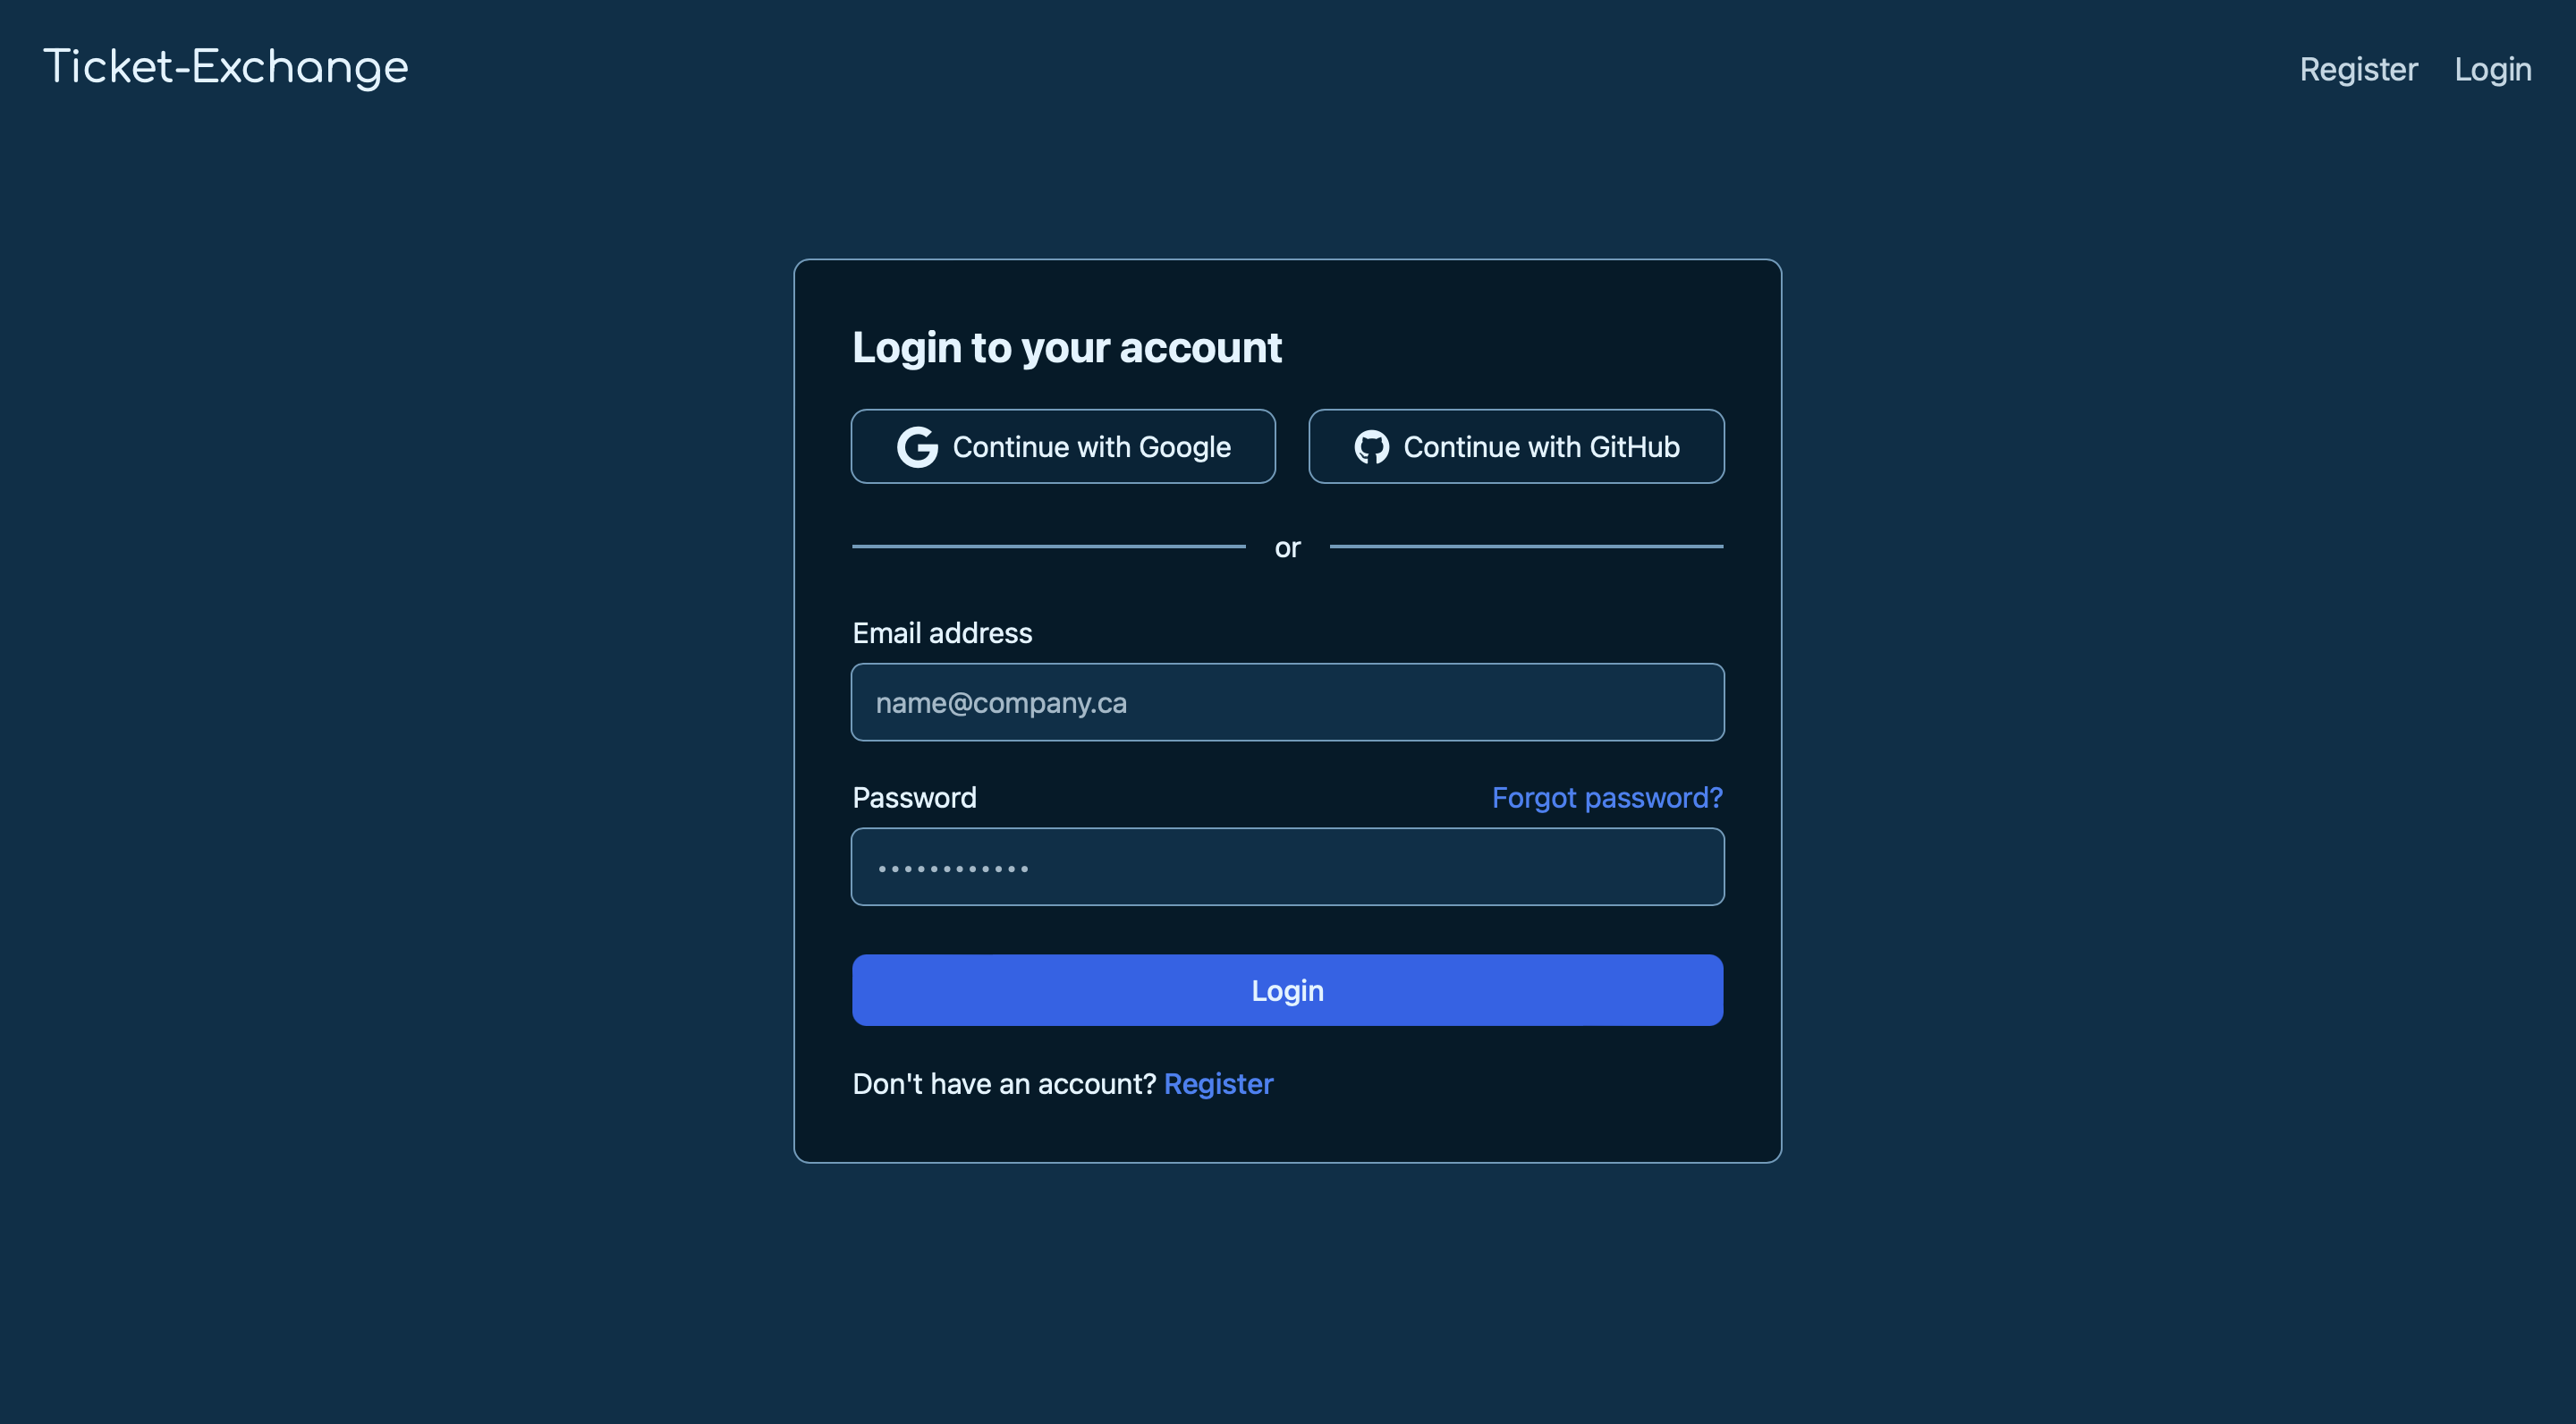 Ticket-Exchange
Register Login
Login to your account
Continue with Google Continue with GitHub
or
Email address
name@company.ca
Password Forgot password?
••••••••••••
Login
Don't have an account? Register